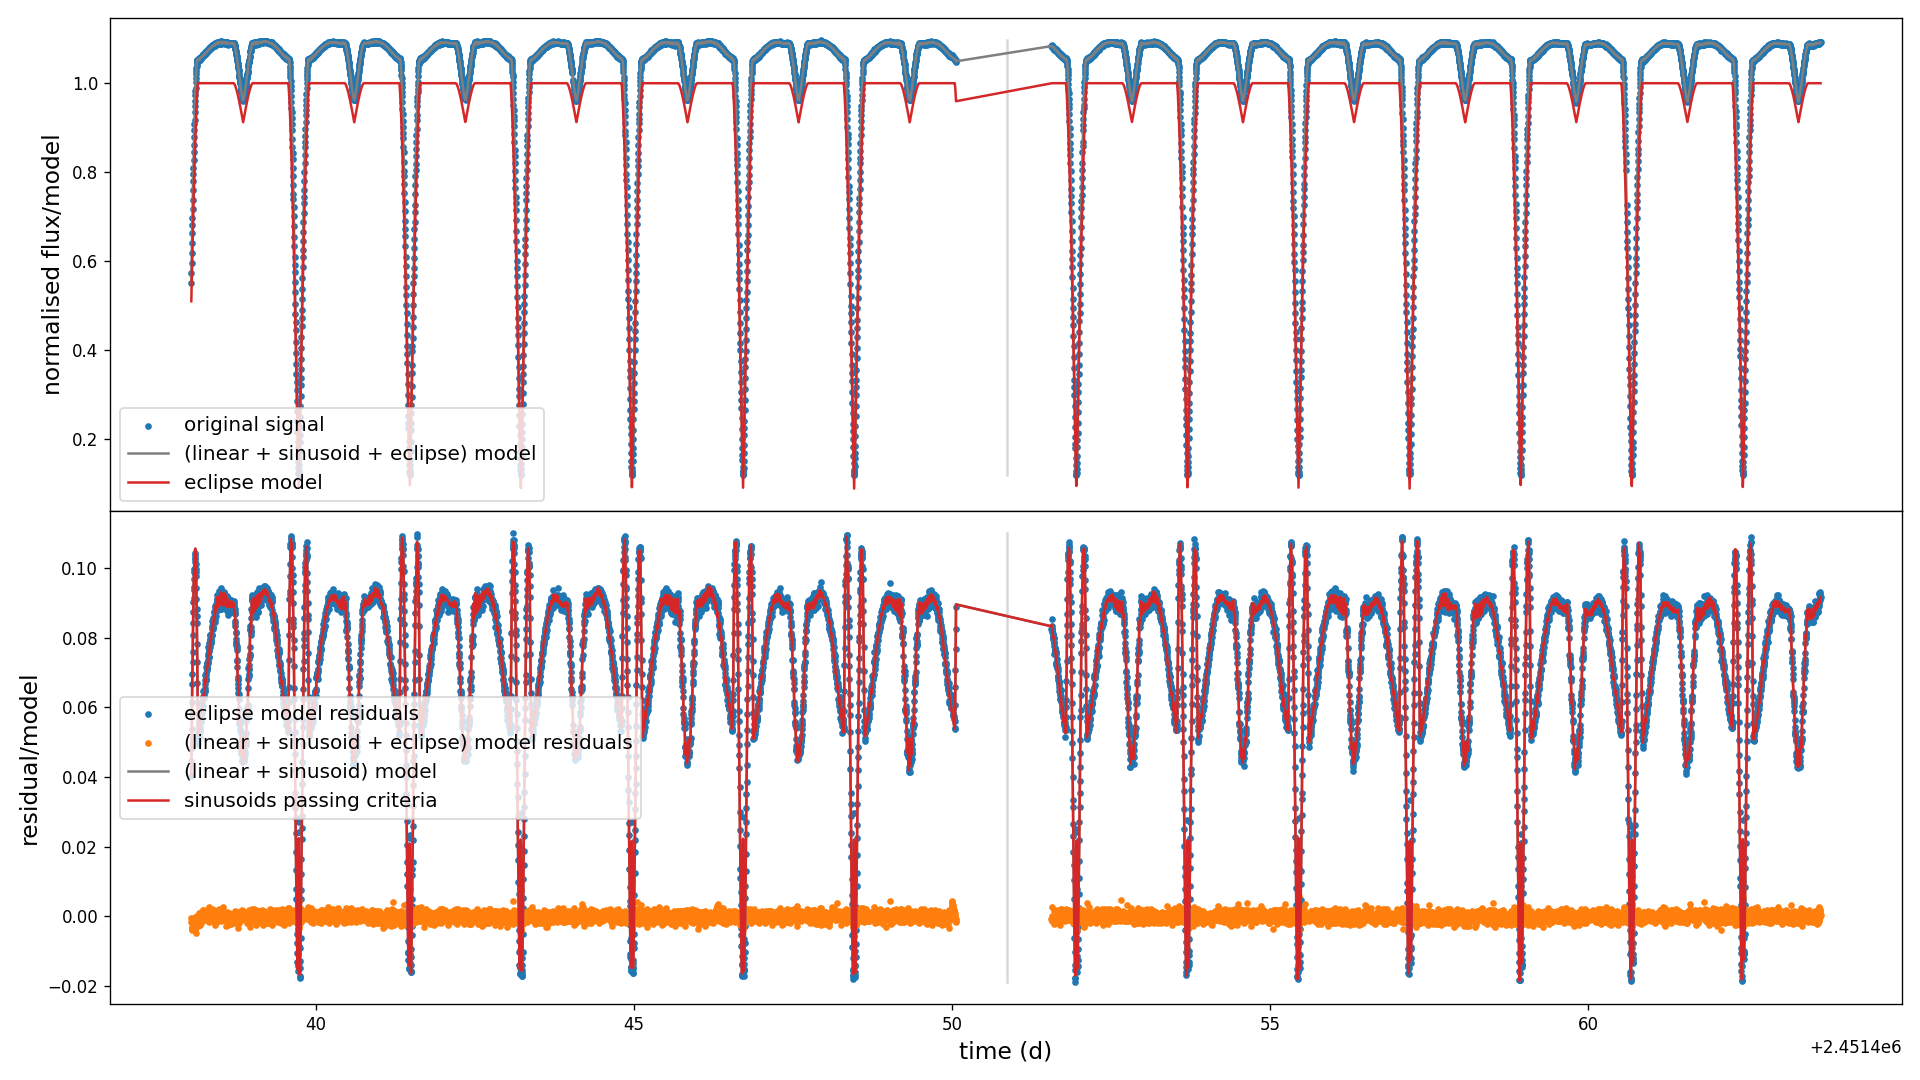 normalised flux/model
1.0
0.8
0.6
0.4
0.2
original signal
(linear + sinusoid + eclipse) model
eclipse model
residual/model
0.10
0.08
0.06
0.04
0.02
0.00
−0.02
eclipse model residuals
(linear + sinusoid + eclipse) model residuals
(linear + sinusoid) model
sinusoids passing criteria
40 45 50 55 60
time (d)
+2.4514e6